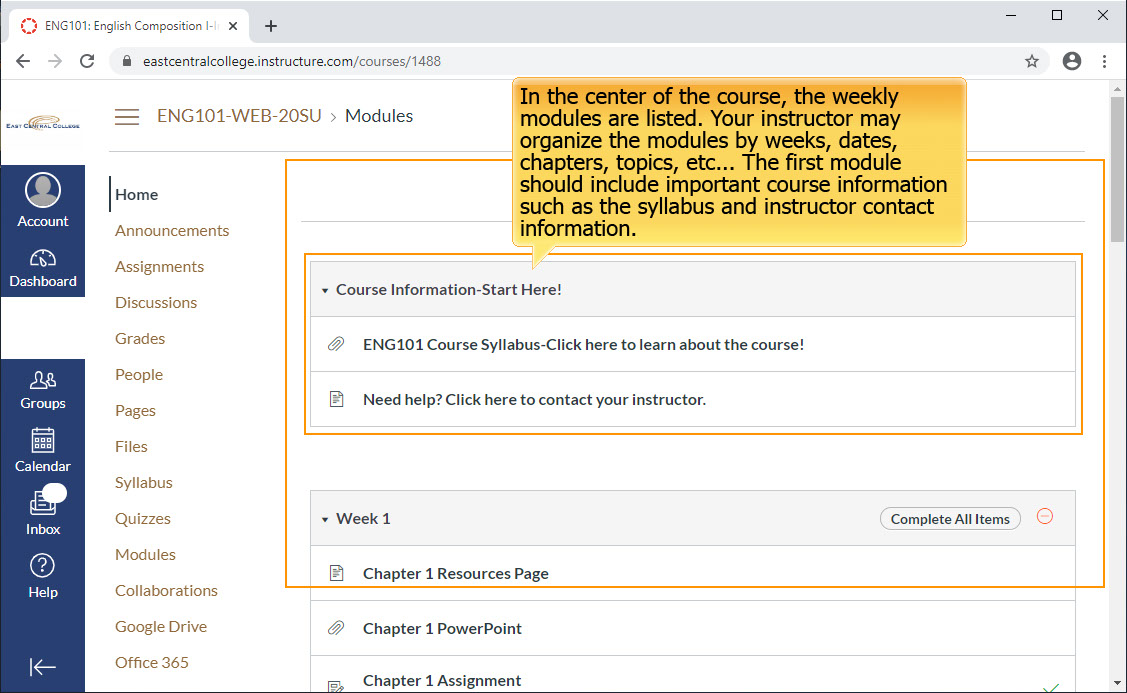 ENG101: English Composition I-I
eastcentralcollege.instructure.com/courses/1488
EAST CENTRAL COLLEGE
ENG101-WEB-20SU › Modules
In the center of the course, the weekly
modules are listed. Your instructor may
organize the modules by weeks, dates,
chapters, topics, etc... The first module
should include important course information
such as the syllabus and instructor contact
information.
Account
Dashboard
Groups
Calendar
Inbox
Help
Home
Announcements
Assignments
Discussions
Grades
People
Pages
Files
Syllabus
Quizzes
Modules
Collaborations
Google Drive
Office 365
Course Information-Start Here!
ENG101 Course Syllabus-Click here to learn about the course!
Need help? Click here to contact your instructor.
Week 1
Complete All Items
Chapter 1 Resources Page
Chapter 1 PowerPoint
Chapter 1 Assignment